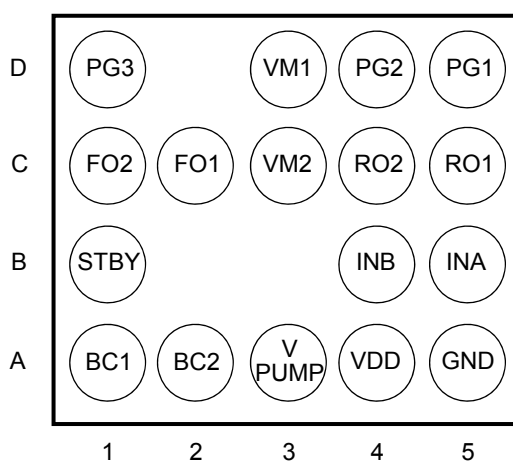 D PG3 VM1 PG2 PG1
C FO2 FO1 VM2 RO2 RO1
B STBY INB INA
A BC1 BC2 V PUMP VDD GND
1 2 3 4 5